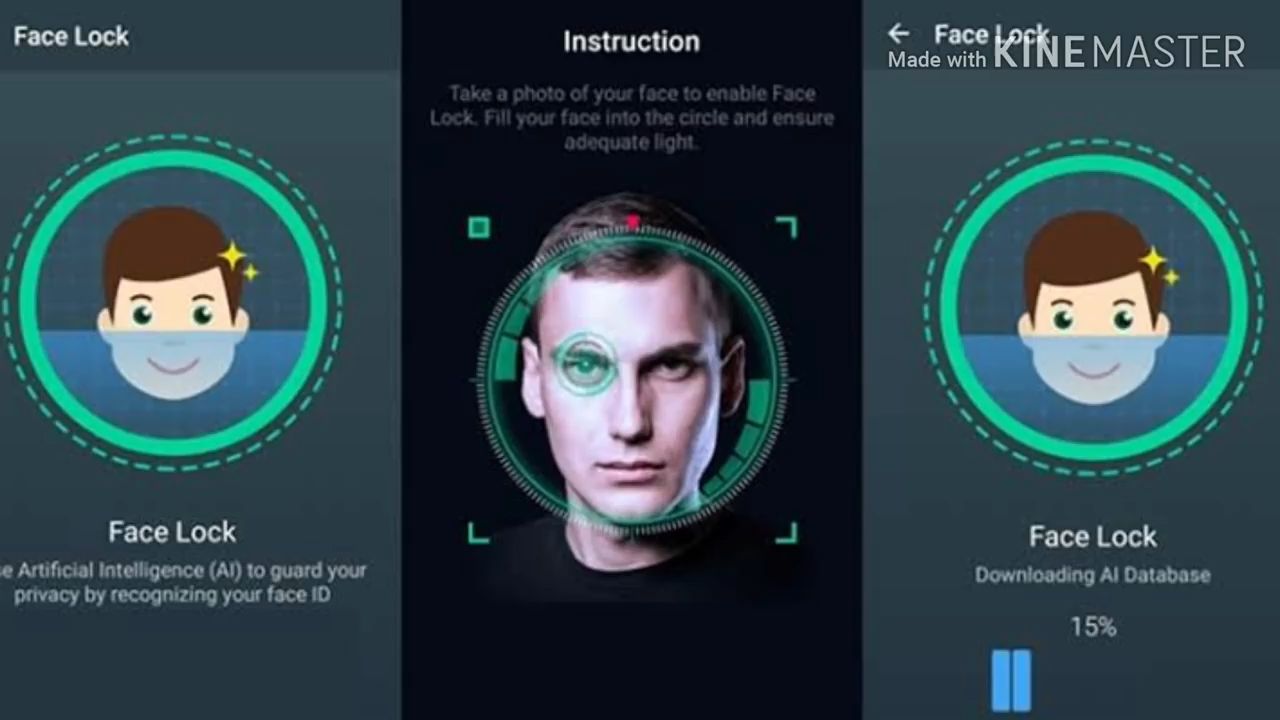 Face Lock
Face Lock
Artificial Intelligence (AI) to guard your
privacy by recognizing your face ID
Instruction
Take a photo of your face to enable Face
Lock. Fill your face into the circle and ensure
adequate light.
Face Lock
Made with KINEMASTER
Face Lock
Downloading AI Database
15%